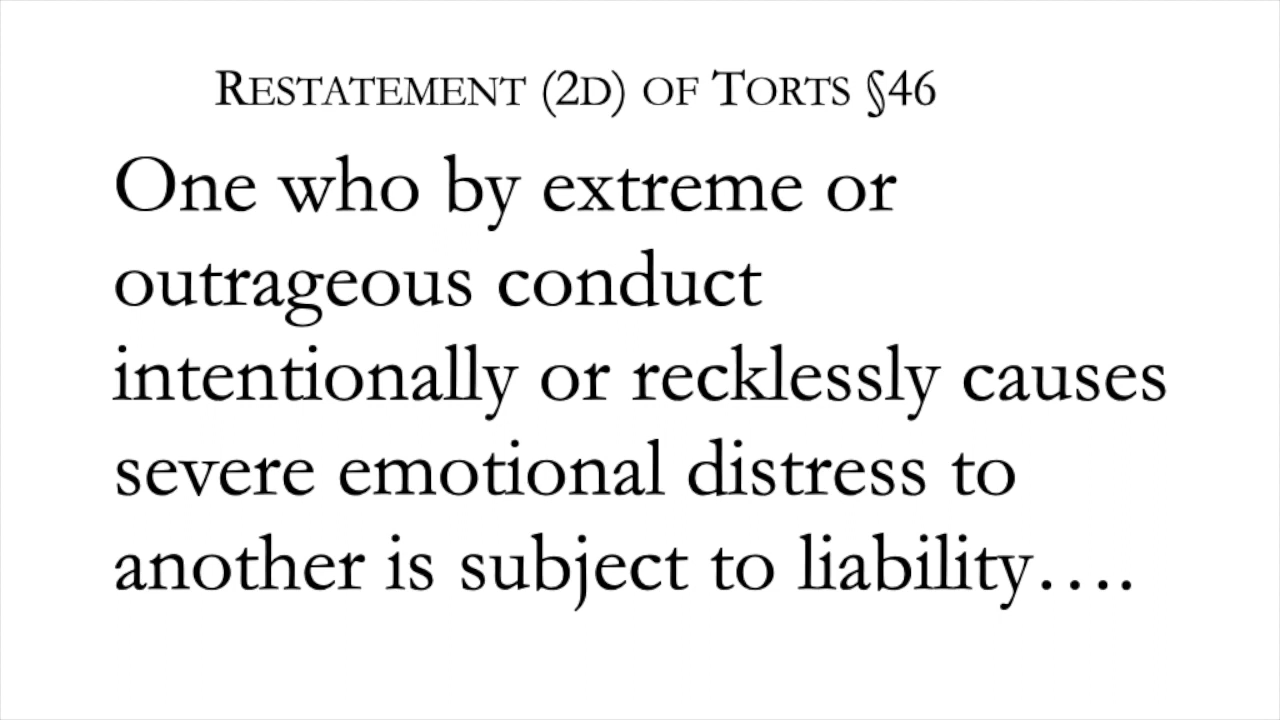 RESTATEMENT (2D) OF TORTS §46
One who by extreme or
outrageous conduct
intentionally or recklessly causes
severe emotional distress to
another is subject to liability….